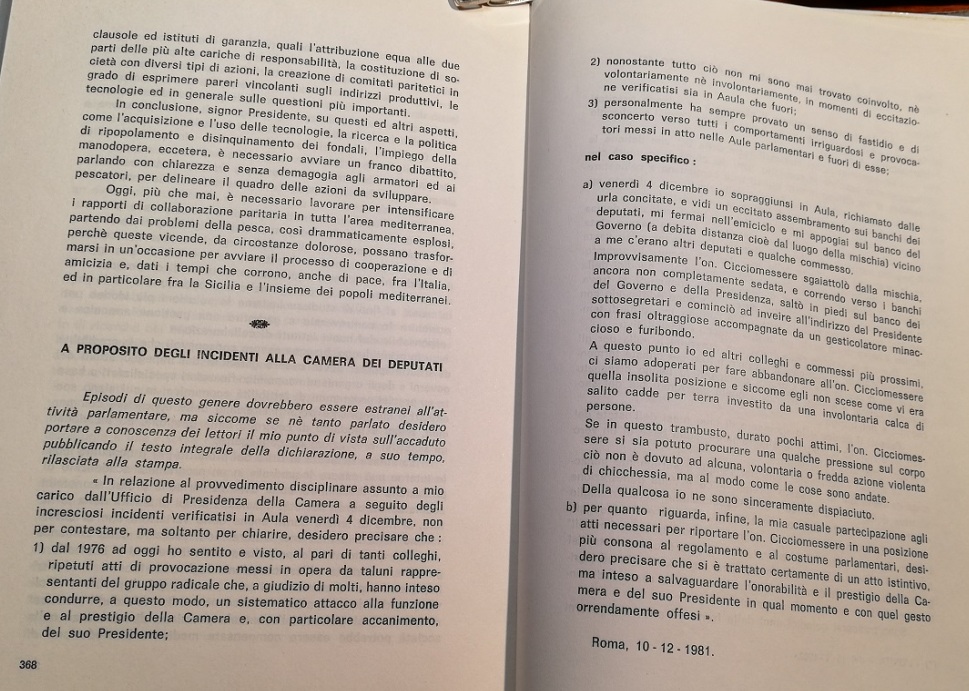 clausole ed istituti di garanzia, quali l'attribuzione equa alle due
parti delle più alte cariche di responsabilità, la costituzione di so-
cietà con diversi tipi di azioni, la creazione di comitati paritetici in
grado di esprimere pareri vincolanti sugli indirizzi produttivi, le
tecnologie ed in generale sulle questioni più importanti.
In conclusione, signor Presidente, su questi ed altri aspetti,
come l'acquisizione e l'uso delle tecnologie, la ricerca e la politica
di ripopolamento e disinquinamento dei fondali, l'impiego della
manodopera, eccetera, è necessario avviare un franco dibattito,
parlando con chiarezza e senza demagogia agli armatori ed ai
pescatori, per delineare il quadro delle azioni da sviluppare.
Oggi, più che mai, è necessario lavorare per intensificare
i rapporti di collaborazione paritaria in tutta l'area mediterranea,
partendo dai problemi della pesca, così drammaticamente esplosi,
perchè queste vicende, da circostanze dolorose, possano trasfor-
marsi in un'occasione per avviare il processo di cooperazione e di
amicizia e, dati i tempi che corrono, anche di pace, fra l'Italia,
ed in particolare fra la Sicilia e l'insieme dei popoli mediterranei.
A PROPOSITO DEGLI INCIDENTI ALLA CAMERA DEI DEPUTATI
Episodi di questo genere dovrebbero essere estranei all'at-
tività parlamentare, ma siccome se nè tanto parlato desidero
portare a conoscenza dei lettori il mio punto di vista sull'accaduto
pubblicando il testo integrale della dichiarazione, a suo tempo,
rilasciata alla stampa.
« In relazione al provvedimento disciplinare assunto a mio
carico dall'Ufficio di Presidenza della Camera a seguito degli
incresciosi incidenti verificatisi in Aula venerdì 4 dicembre, non
per contestare, ma soltanto per chiarire, desidero precisare che :
1) dal 1976 ad oggi ho sentito e visto, al pari di tanti colleghi,
ripetuti atti di provocazione messi in opera da taluni rappre-
sentanti del gruppo radicale che, a giudizio di molti, hanno inteso
condurre, a questo modo, un sistematico attacco alla funzione
e al prestigio della Camera e, con particolare accanimento,
del suo Presidente;
368
2) nonostante tutto ciò non mi sono mai trovato coinvolto, nè
volontariamente nè involontariamente, in momenti di eccitazio-
ne verificatisi sia in Aaula che fuori;
3) personalmente ha sempre provato un senso di fastidio e di
sconcerto verso tutti i comportamenti irriguardosi e provoca-
tori messi in atto nelle Aule parlamentari e fuori di esse;
nel caso specifico :
a) venerdì 4 dicembre io sopraggiunsi in Aula, richiamato dalle
urla concitate, e vidi un eccitato assembramento sui banchi dei
deputati, mi fermai nell'emiciclo e mi appogiai sul banco del
Governo (a debita distanza cioè dal luogo della mischia) vicino
a me c'erano altri deputati e qualche commesso.
Improvvisamente l'on. Cicciomessere sgaiattolò dalla mischia,
ancora non completamente sedata, e correndo verso i banchi
del Governo e della Presidenza, saltò in piedi sul banco dei
sottosegretari e cominciò ad inveire all'indirizzo del Presidente
con frasi oltraggiose accompagnate da un gesticolatore minac-
cioso e furibondo.
A questo punto io ed altri colleghi e commessi più prossimi,
ci siamo adoperati per fare abbandonare all'on. Cicciomessere
quella insolita posizione e siccome egli non scese come vi era
salito cadde per terra investito da una involontaria calca di
persone.
Se in questo trambusto, durato pochi attimi, l'on. Cicciomes-
sere si sia potuto procurare una qualche pressione sul corpo
ciò non è dovuto ad alcuna, volontaria o fredda azione violenta
di chicchessia, ma al modo come le cose sono andate.
Della qualcosa io ne sono sinceramente dispiaciuto.
b) per quanto riguarda, infine, la mia casuale partecipazione agli
atti necessari per riportare l'on. Cicciomessere in una posizione
più consona al regolamento e al costume parlamentari, desi-
dero precisare che si è trattato certamente di un atto istintivo,
ma inteso a salvaguardare l'onorabilità e il prestigio della Ca-
mera e del suo Presidente in qual momento e con quel gesto
orrendamente offesi ».
Roma, 10 - 12 - 1981.